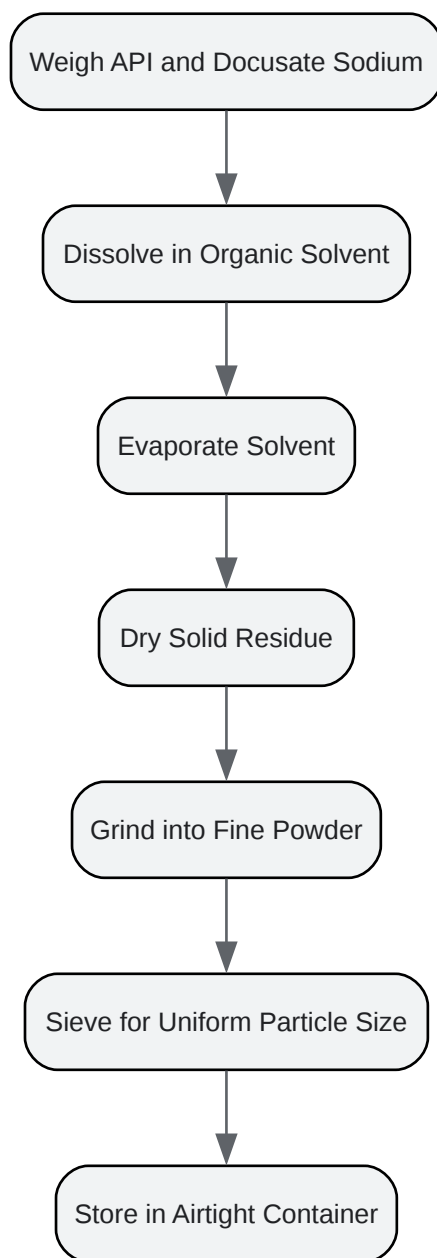 Weigh API and Docusate Sodium
Dissolve in Organic Solvent
Evaporate Solvent
Dry Solid Residue
Grind into Fine Powder
Sieve for Uniform Particle Size
Store in Airtight Container